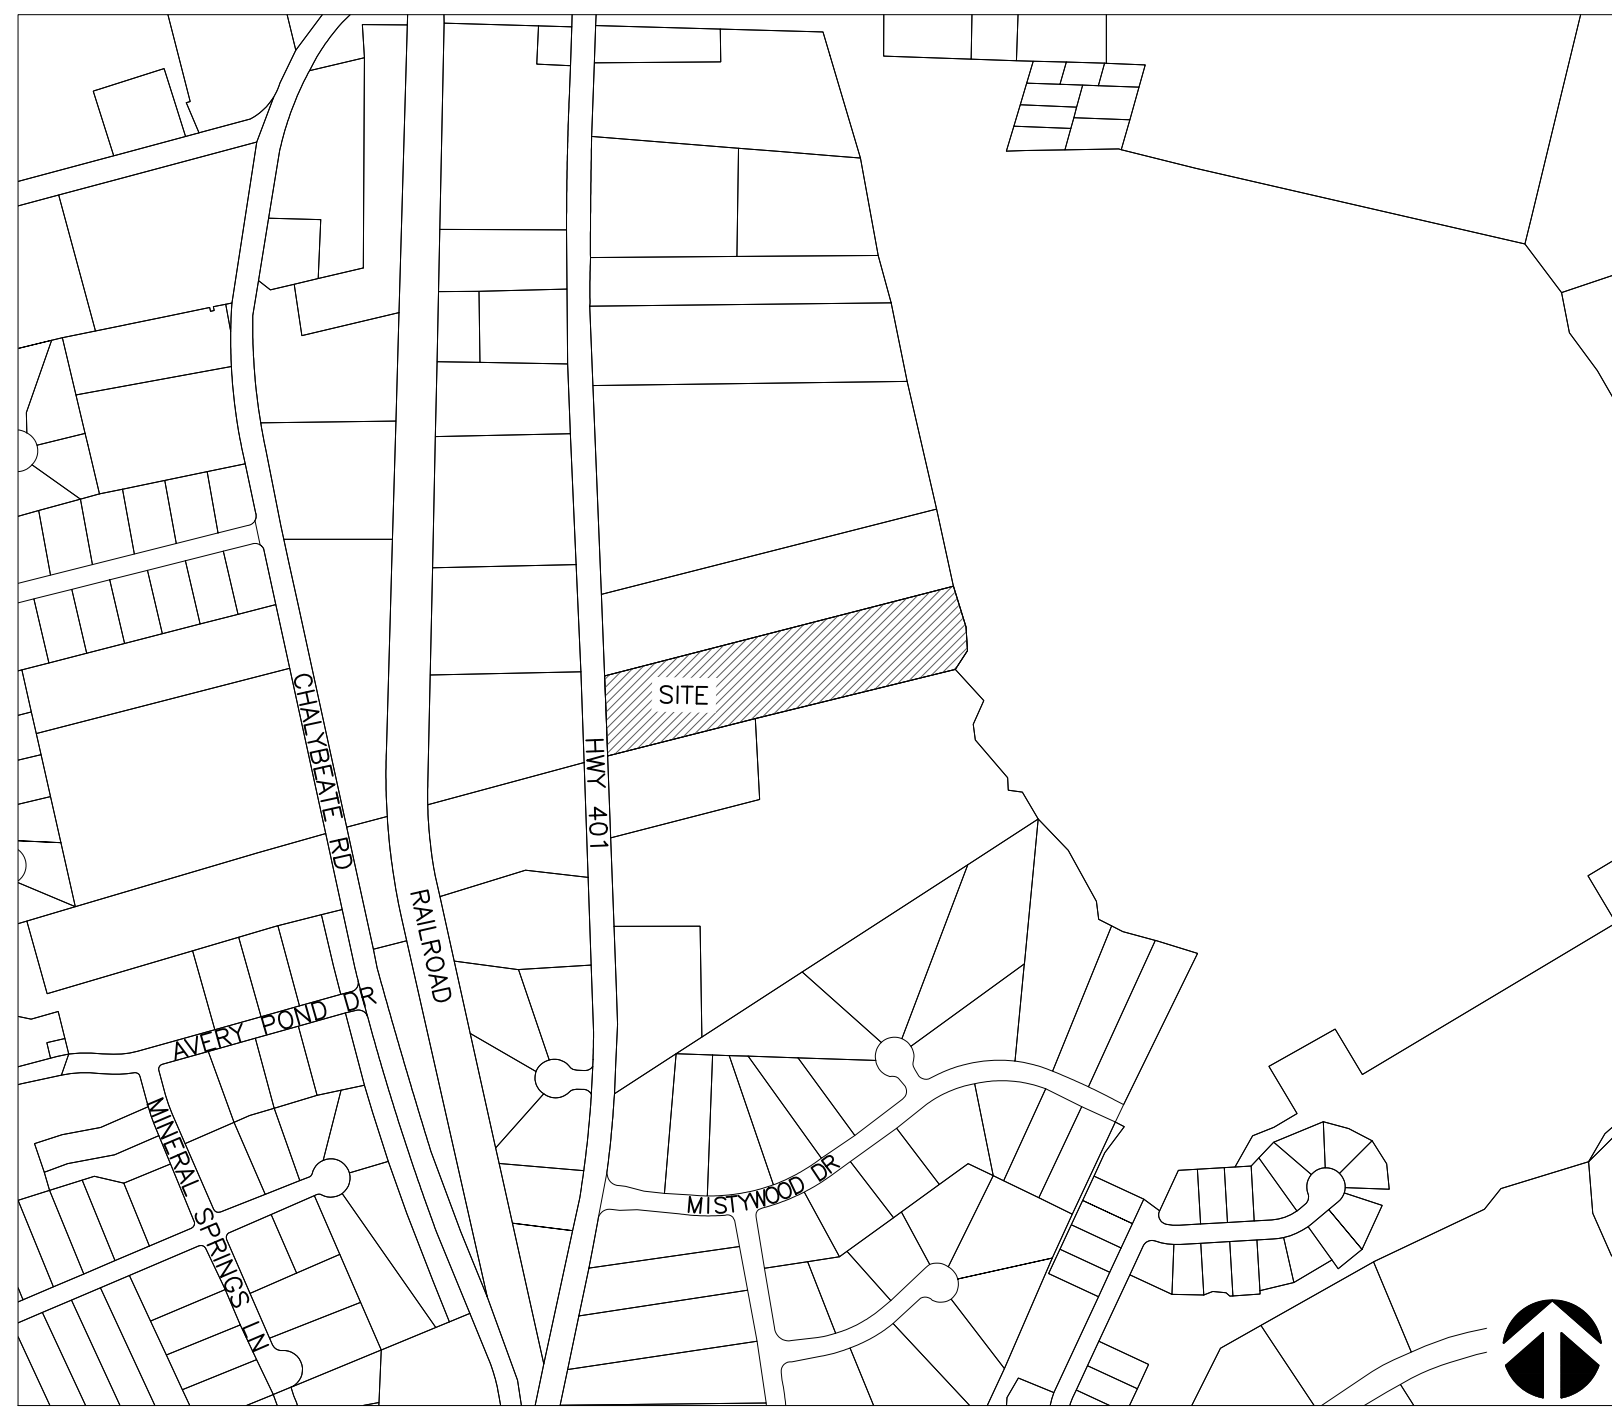 SITE
CHALYBEATE RD
HWY 401
RAILROAD
AVERY POND DR
MINERAL SPRINGS LN
MISTYWOOD DR